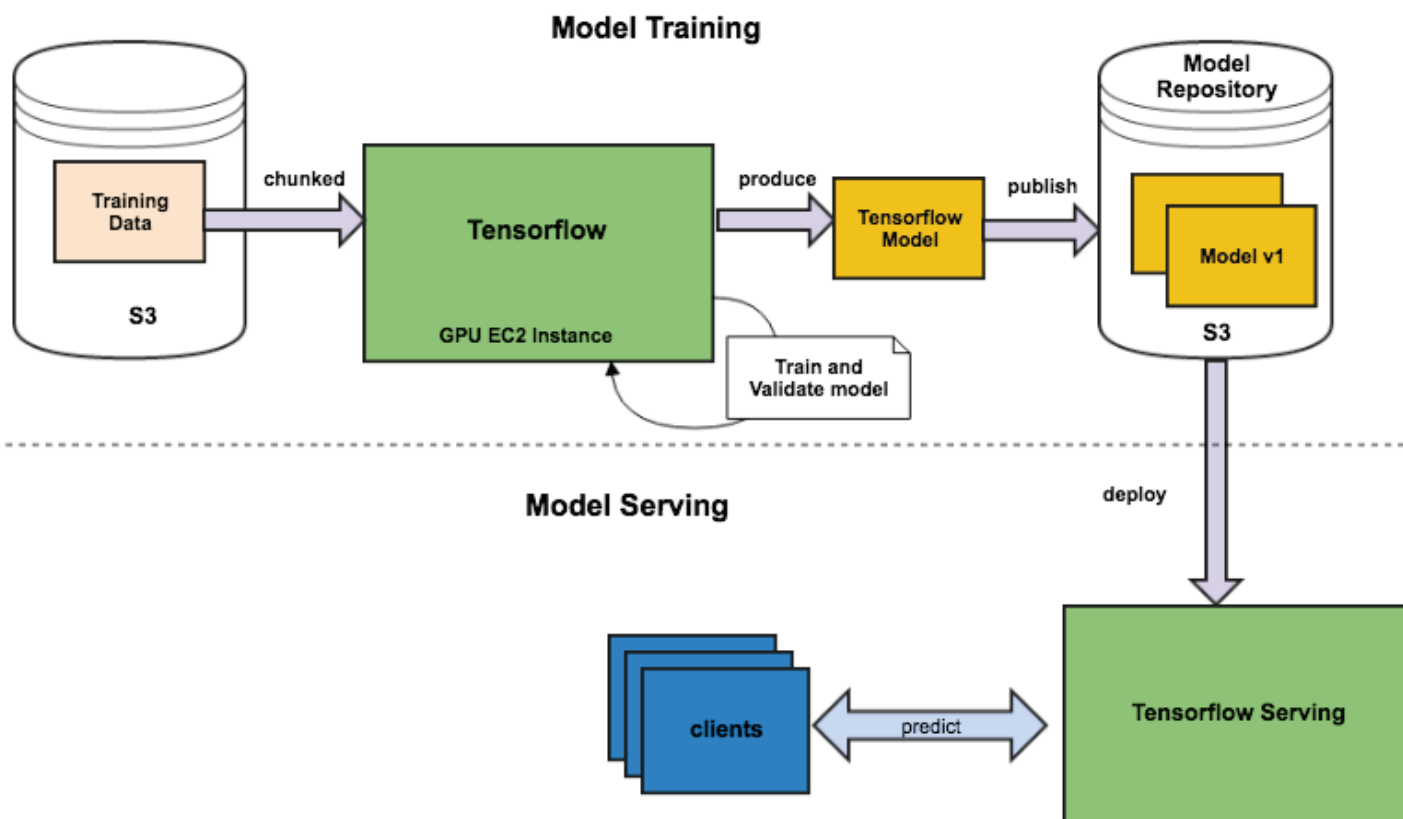 Model Training
Model
Repository
Training
Data
chunked
Tensorflow
produce
Tensorflow
Model
publish
Model v1
S3
GPU EC2 Instance
S3
Train and
Validate model
Model Serving
deploy
clients
predict
Tensorflow Serving